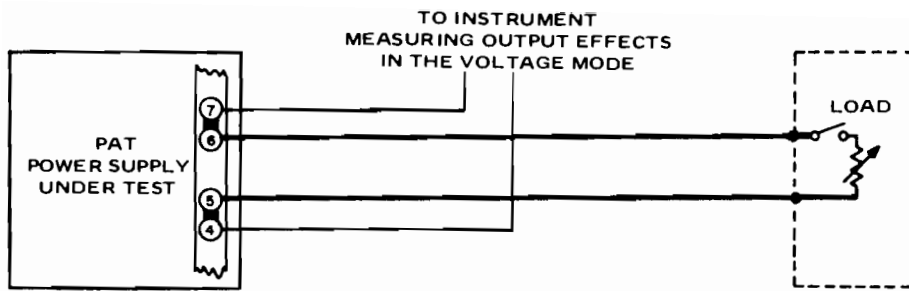 TO INSTRUMENT
MEASURING OUTPUT EFFECTS
IN THE VOLTAGE MODE
LOAD
7
6
PAT
POWER SUPPLY
UNDER TEST
5
4